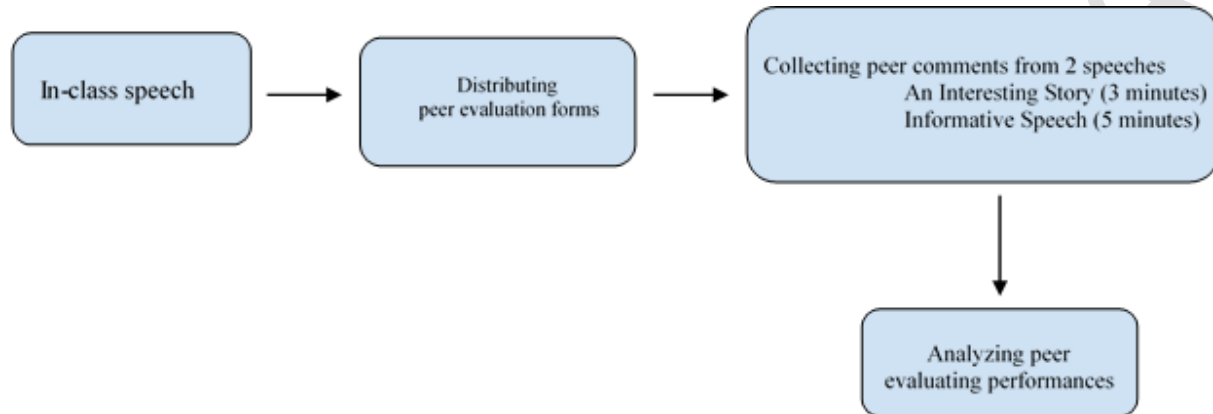 In-class speech
Distributing
peer evaluation forms
Collecting peer comments from 2 speeches
An Interesting Story (3 minutes)
Informative Speech (5 minutes)
Analyzing peer
evaluating performances